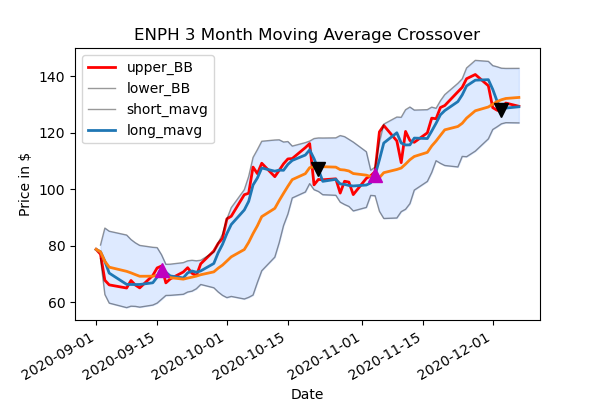 ENPH 3 Month Moving Average Crossover
upper_BB
lower_BB
short_mavg
long_mavg
Price in $
140
120
100
80
60
2020-09-01
2020-09-15
2020-10-01
2020-10-15
2020-11-01
2020-11-15
2020-12-01
Date